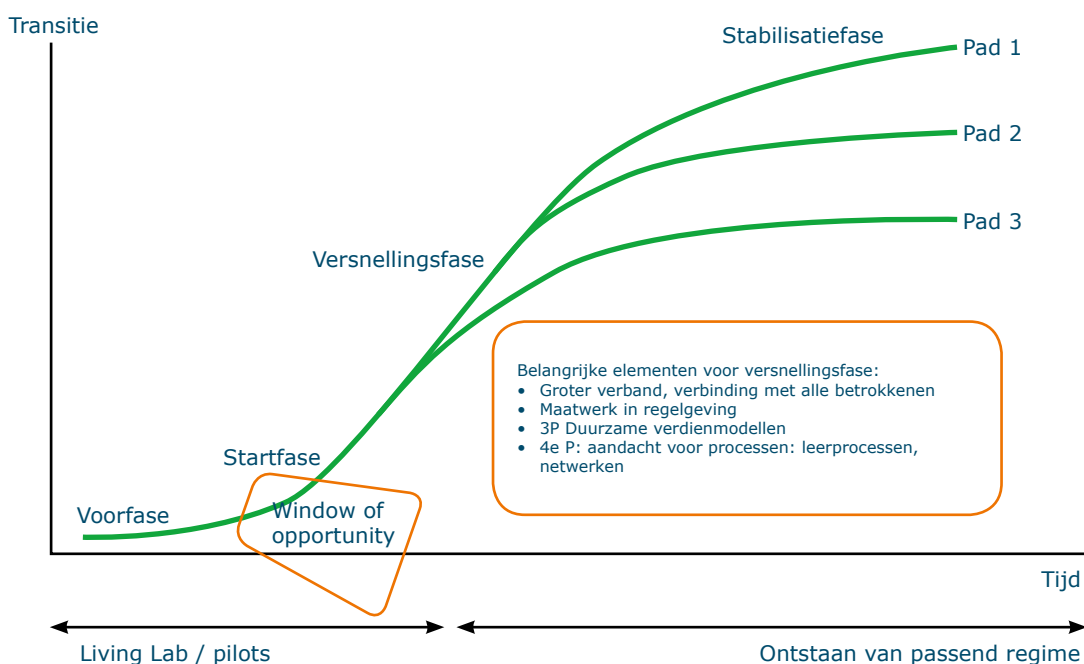 Transitie
Stabilisatiefase
Pad 1
Pad 2
Pad 3
Versnellingsfase
Belangrijke elementen voor versnellingsfase:
• Groter verband, verbinding met alle betrokkenen
• Maatwerk in regelgeving
• 3P Duurzame verdienmodellen
• 4e P: aandacht voor processen: leerprocessen,
netwerken
Startfase
Voorfase
Window of
opportunity
Tijd
Living Lab / pilots
Ontstaan van passend regime